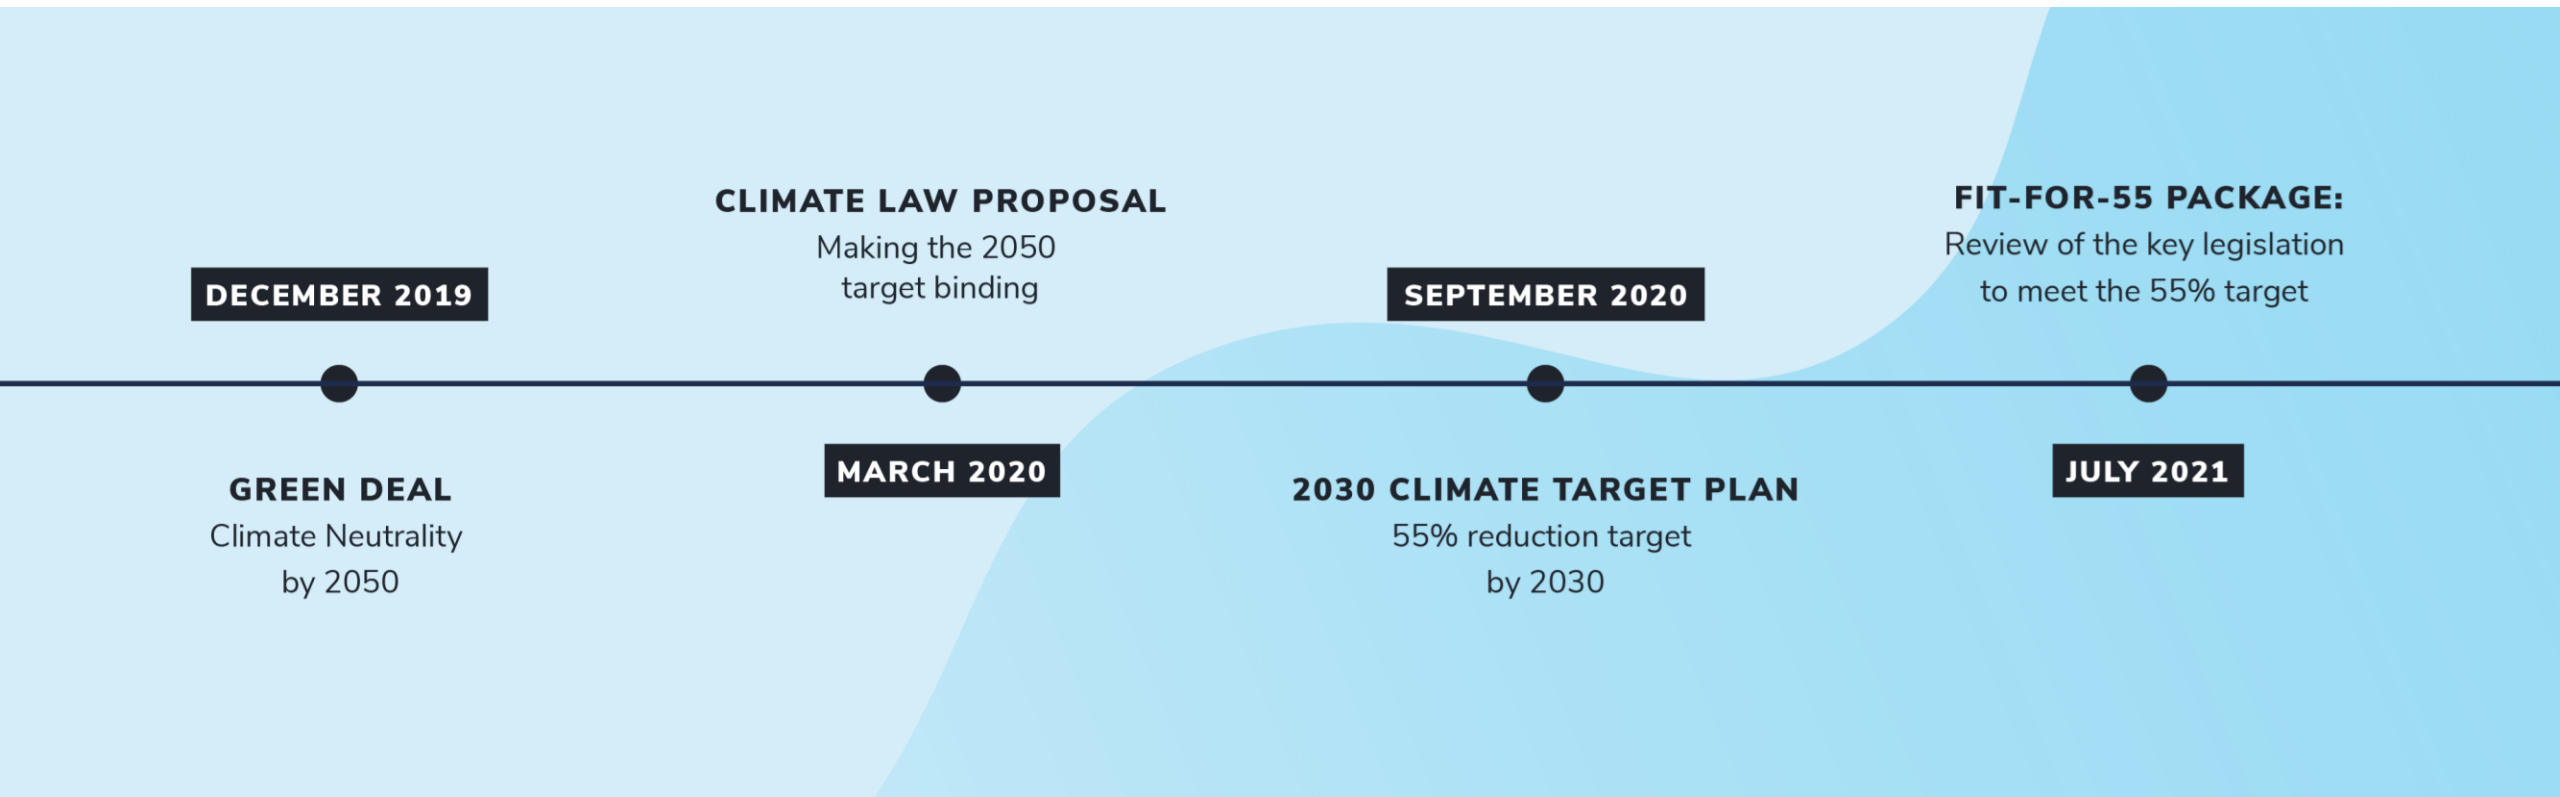 DECEMBER 2019
GREEN DEAL
Climate Neutrality
by 2050
CLIMATE LAW PROPOSAL
Making the 2050
target binding
MARCH 2020
SEPTEMBER 2020
2030 CLIMATE TARGET PLAN
55% reduction target
by 2030
FIT-FOR-55 PACKAGE:
Review of the key legislation
to meet the 55% target
JULY 2021